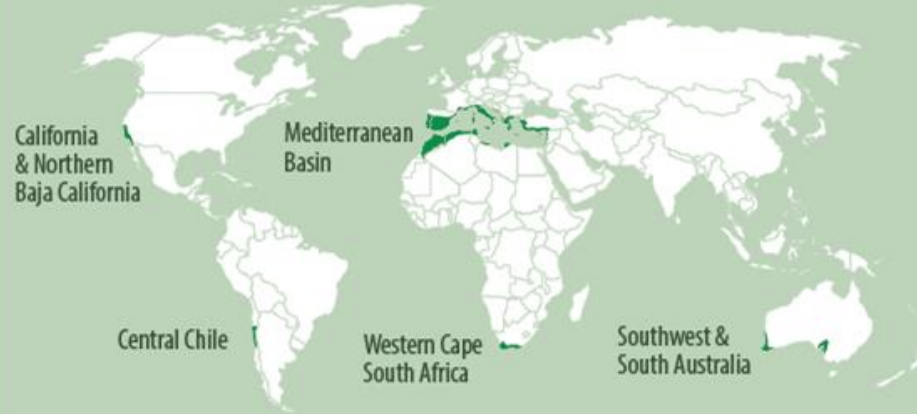 California
& Northern
Baja California
Mediterranean
Basin
Central Chile
Western Cape
South Africa
Southwest &
South Australia